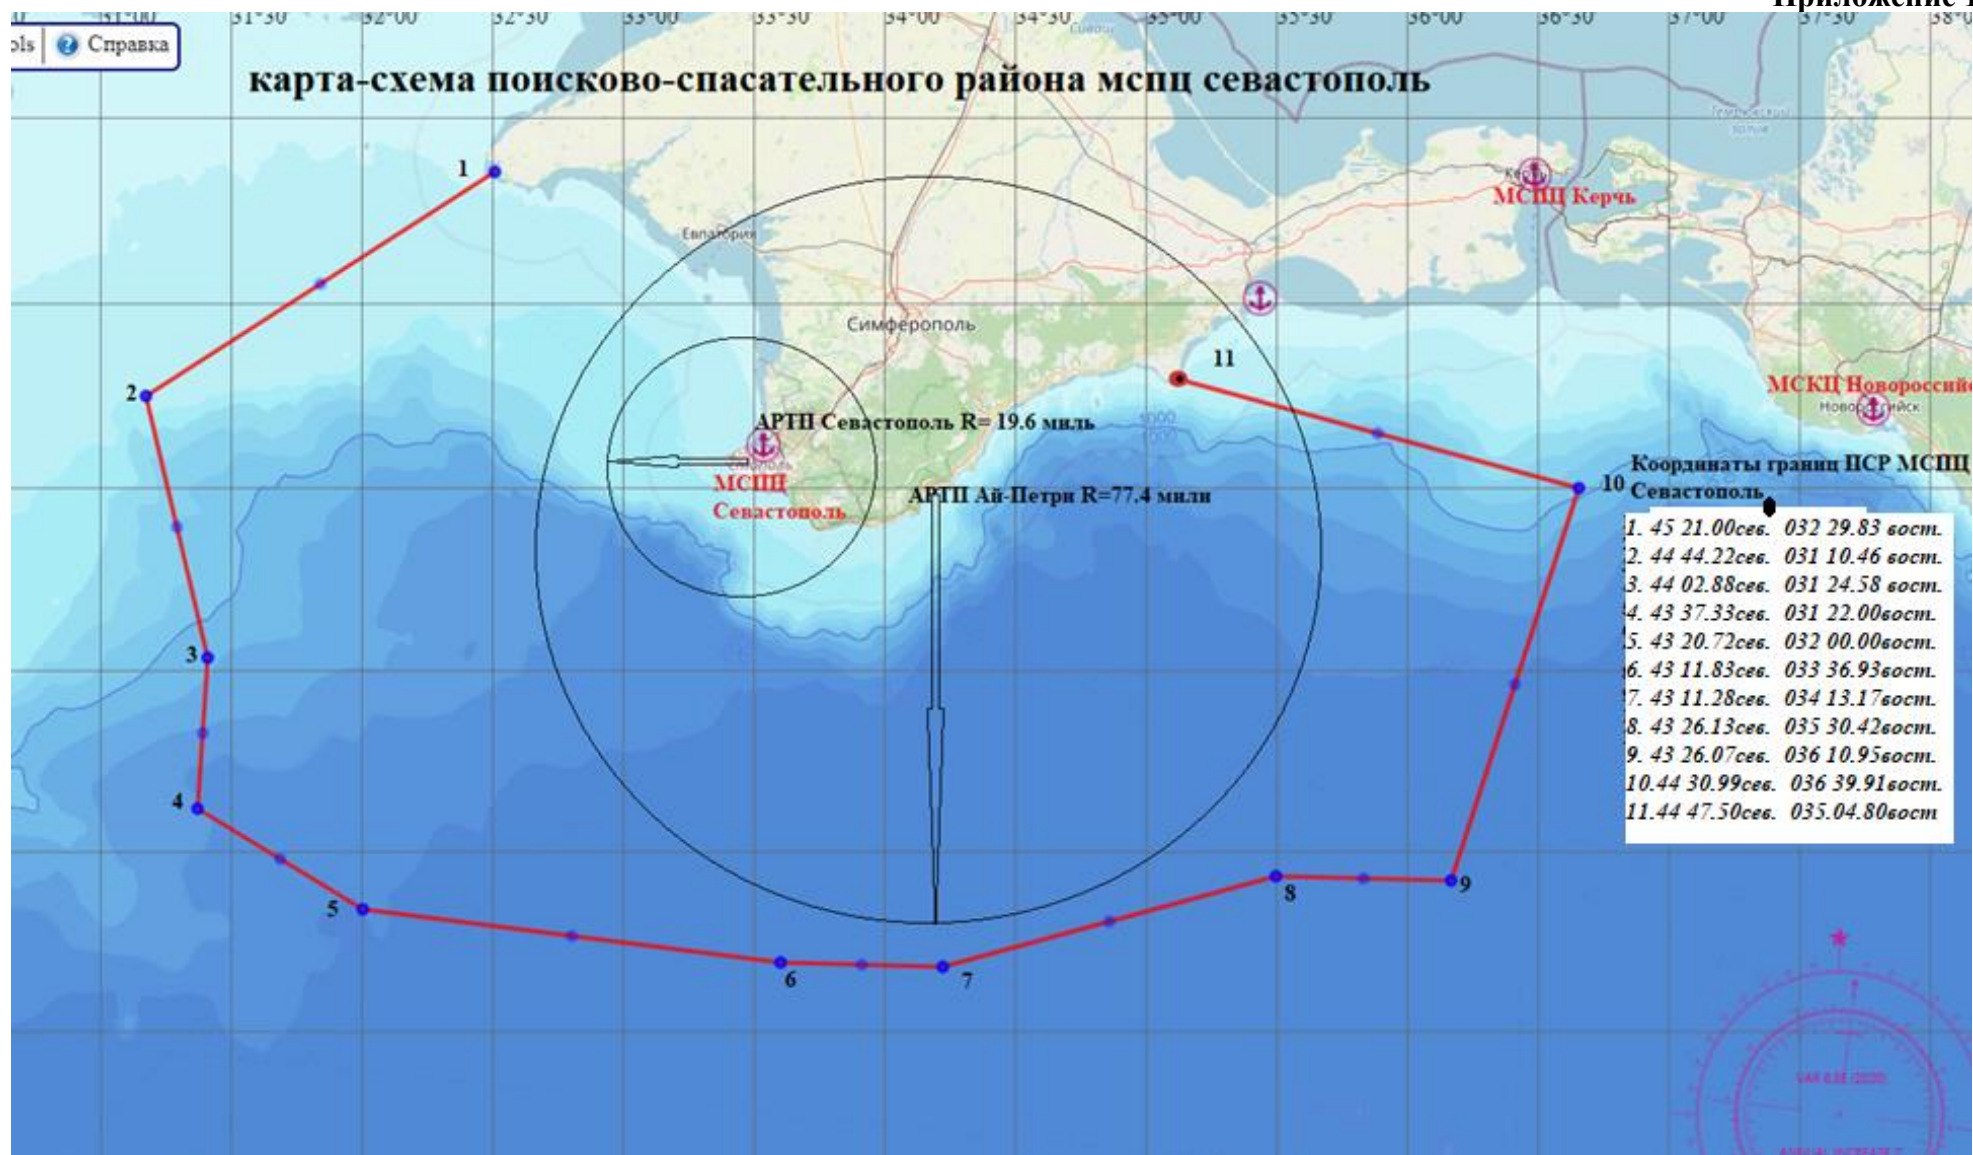 Приложение 1
31°00' 31°30' 32°00' 32°30' 33°00' 33°30' 34°00' 34°30' 35°00' 35°30' 36°00' 36°30' 37°00' 37°30' 38°0
ols Справка
карта-схема поисково-спасательного района мспц севастополь
1
Керчь
МСПЦ Керчь
Евпатория
Симферополь
11
2
МСКЦ Новороссийс
Новороссийск
АРТП Севастополь R= 19.6 миль
1000
МСПЦ
Севастополь
АРТП Ай-Петри R=77.4 мили
10
Координаты границ ПСР МСПЦ
Севастополь
1. 45 21.00сев. 032 29.83 вост.
2. 44 44.22сев. 031 10.46 вост.
3. 44 02.88сев. 031 24.58 вост.
4. 43 37.33сев. 031 22.00вост.
5. 43 20.72сев. 032 00.00вост.
6. 43 11.83сев. 033 36.93вост.
7. 43 11.28сев. 034 13.17вост.
8. 43 26.13сев. 035 30.42вост.
9. 43 26.07сев. 036 10.95вост.
10.44 30.99сев. 036 39.91вост.
11.44 47.50сев. 035.04.80вост
3
4
5
6
7
8
9